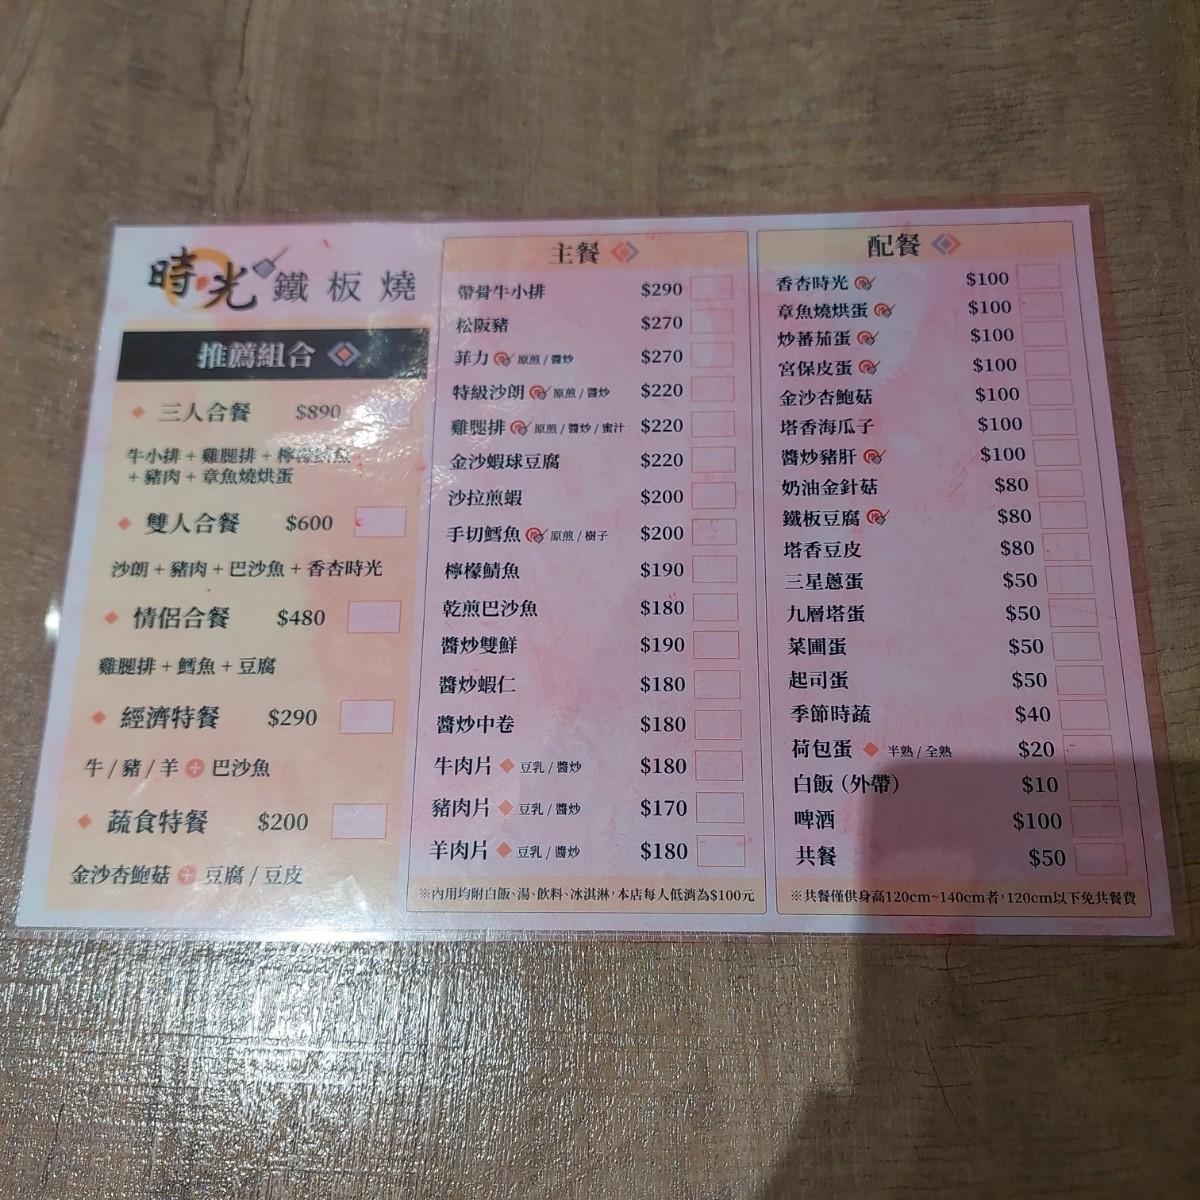 時光鐵板燒
推薦組合
三人合餐 $890
牛小排+雞腿排+檸檬鯖魚
+豬肉+章魚燒烘蛋
雙人合餐 $600
沙朗+豬肉+巴沙魚+香杏時光
情侶合餐 $480
雞腿排+鱈魚+豆腐
經濟特餐 $290
牛/豬/羊+巴沙魚
蔬食特餐 $200
金沙杏鮑菇+豆腐/豆皮
主餐
帶骨牛小排 $290
松阪豬 $270
菲力 原煎/醬炒 $270
特級沙朗 原煎/醬炒 $220
雞腿排 原煎/醬炒/蜜汁 $220
金沙蝦球豆腐 $220
沙拉煎蝦 $200
手切鱈魚 原煎/樹子 $200
檸檬鯖魚 $190
乾煎巴沙魚 $180
醬炒雙鮮 $190
醬炒蝦仁 $180
醬炒中卷 $180
牛肉片 豆乳/醬炒 $180
豬肉片 豆乳/醬炒 $170
羊肉片 豆乳/醬炒 $180
※內用均附白飯、湯、飲料、冰淇淋,本店每人低消為$100元
配餐
香杏時光 $100
章魚燒烘蛋 $100
炒蕃茄蛋 $100
宮保皮蛋 $100
金沙杏鮑菇 $100
塔香海瓜子 $100
醬炒豬肝 $100
奶油金針菇 $80
鐵板豆腐 $80
塔香豆皮 $80
三星蔥蛋 $50
九層塔蛋 $50
菜圃蛋 $50
起司蛋 $50
季節時蔬 $40
荷包蛋 半熟/全熟 $20
白飯(外帶) $10
啤酒 $100
共餐 $50
※共餐僅供身高120cm~140cm者,120cm以下免共餐費